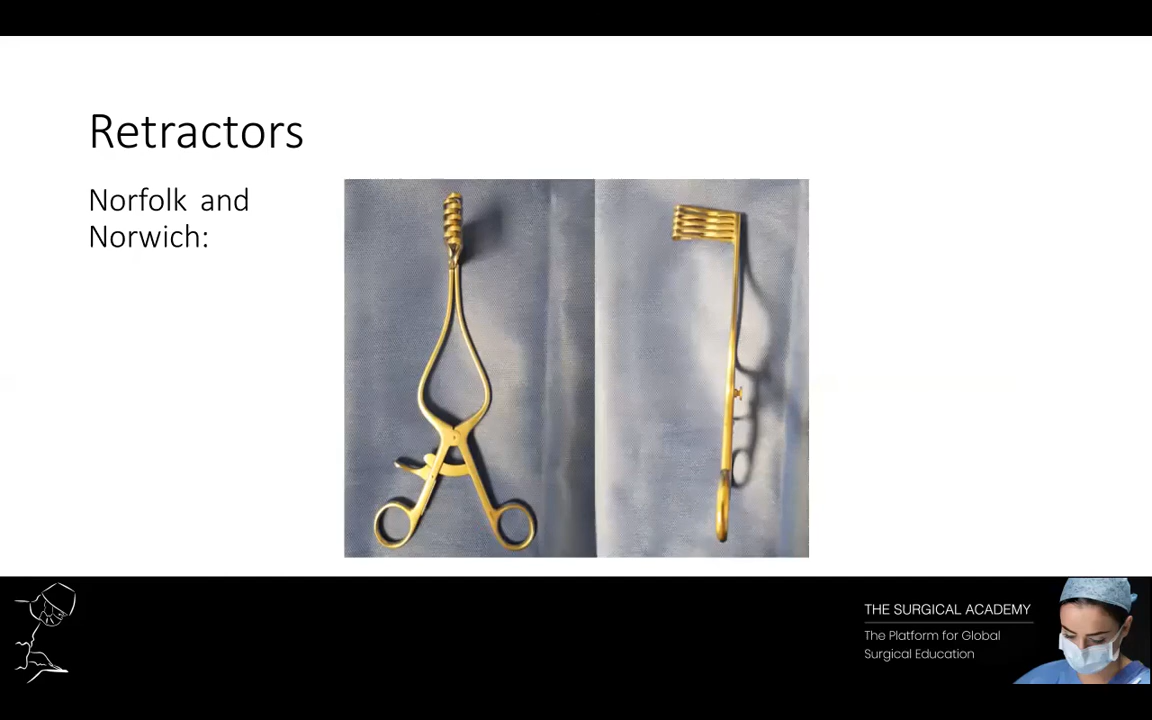 Retractors
Norfolk and
Norwich:
THE SURGICAL ACADEMY
The Platform for Global
Surgical Education